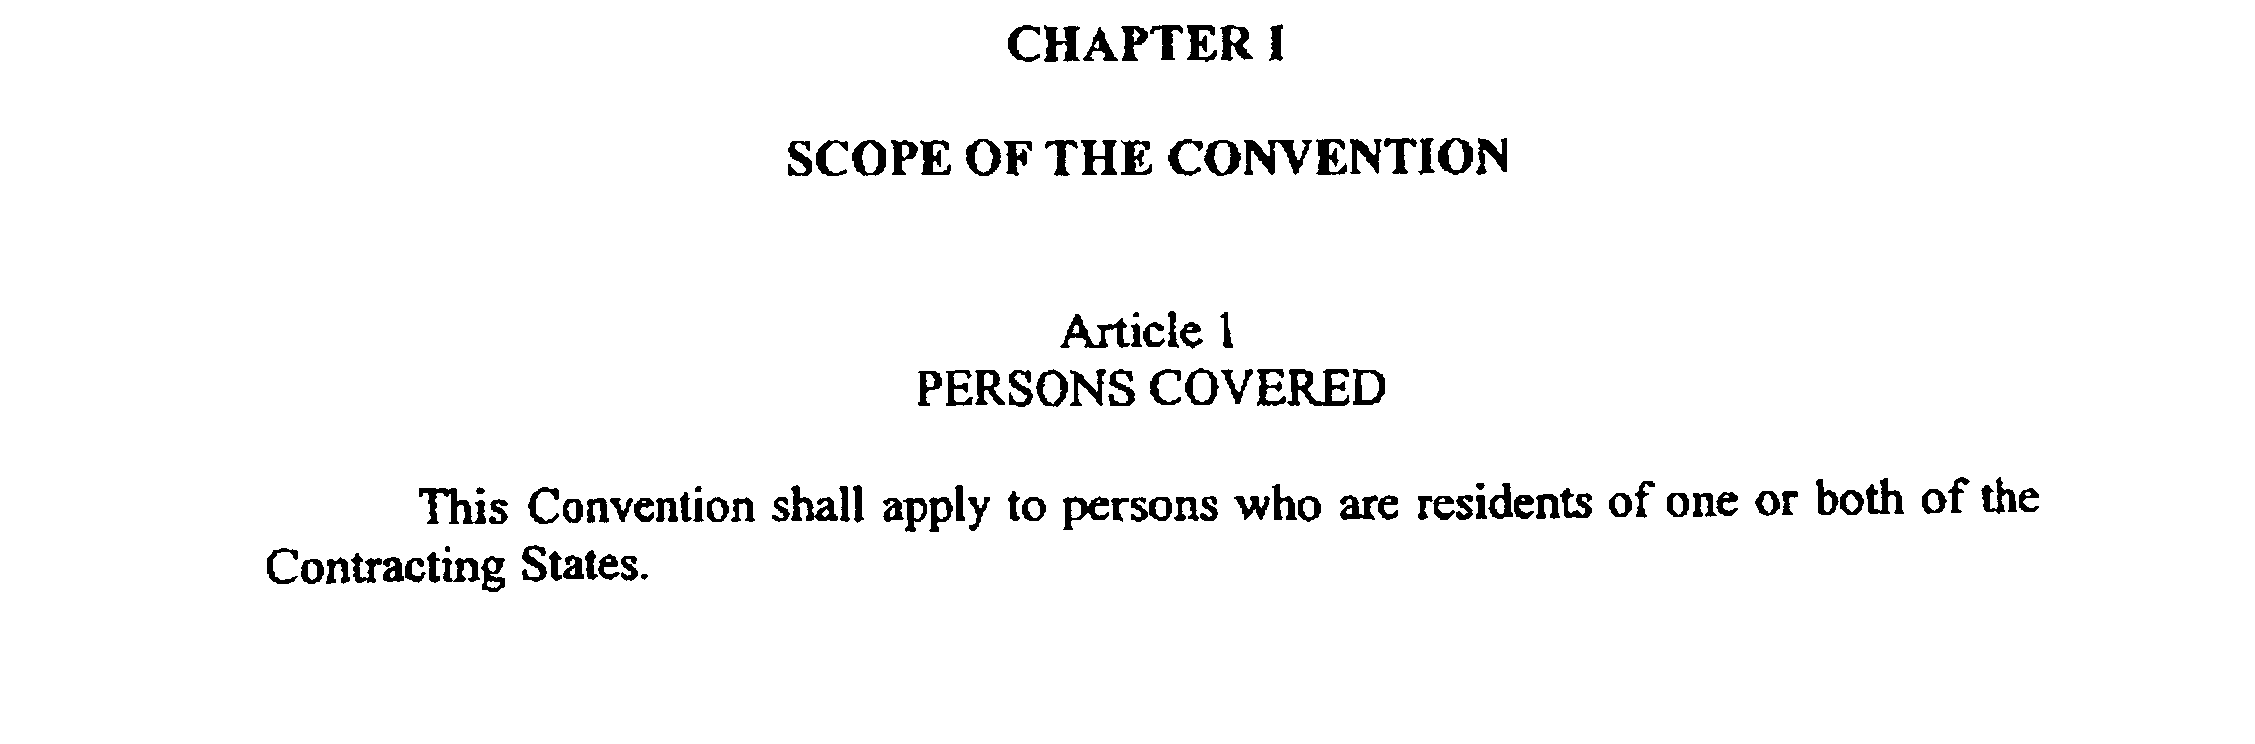 CHAPTER I
SCOPE OF THE CONVENTION
Article 1
PERSONS COVERED
This Convention shall apply to persons who are residents of one or both of the
Contracting States.